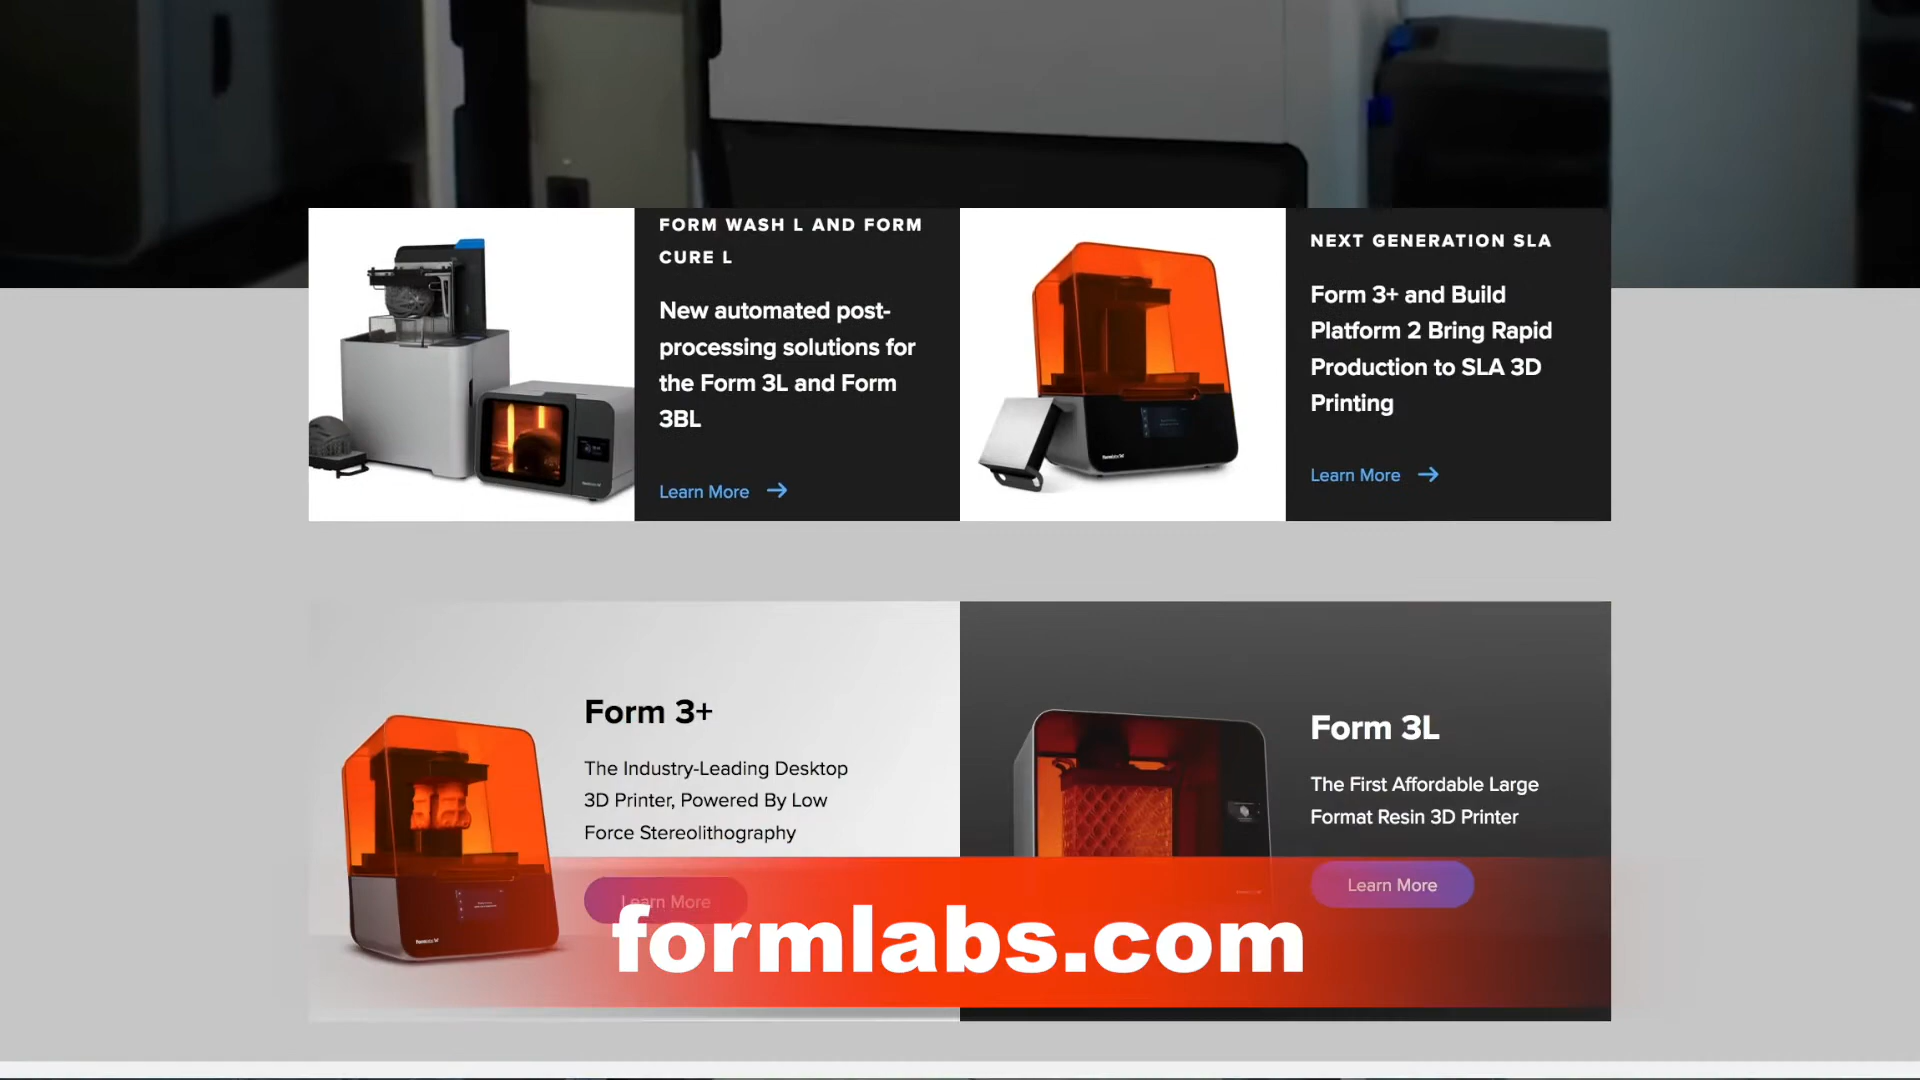 FORM WASH L AND FORM
CURE L
New automated post-
processing solutions for
the Form 3L and Form
3BL
Learn More
NEXT GENERATION SLA
Form 3+ and Build
Platform 2 Bring Rapid
Production to SLA 3D
Printing
Learn More
Form 3+
The Industry-Leading Desktop
3D Printer, Powered By Low
Force Stereolithography
Learn More
Form 3L
The First Affordable Large
Format Resin 3D Printer
Learn More
formlabs.com